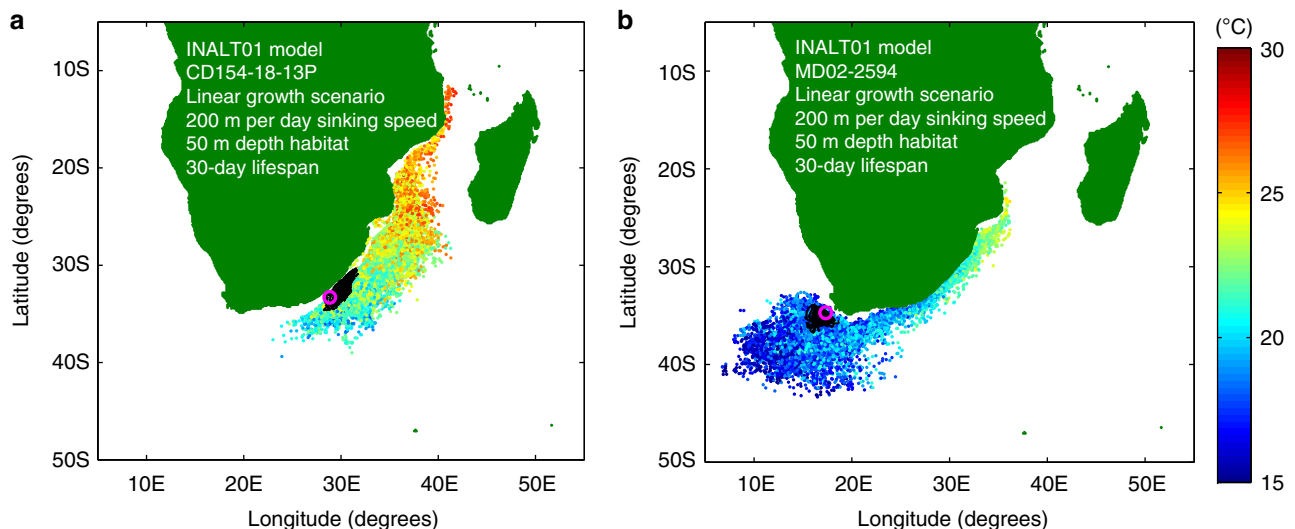 a
INALT01 model
CD154-18-13P
Linear growth scenario
200 m per day sinking speed
50 m depth habitat
30-day lifespan
10S
20S
30S
40S
50S
Latitude (degrees)
10E
20E
30E
40E
50E
Longitude (degrees)
b
INALT01 model
MD02-2594
Linear growth scenario
200 m per day sinking speed
50 m depth habitat
30-day lifespan
10S
20S
30S
40S
50S
Latitude (degrees)
10E
20E
30E
40E
50E
Longitude (degrees)
(°C)
30
25
20
15